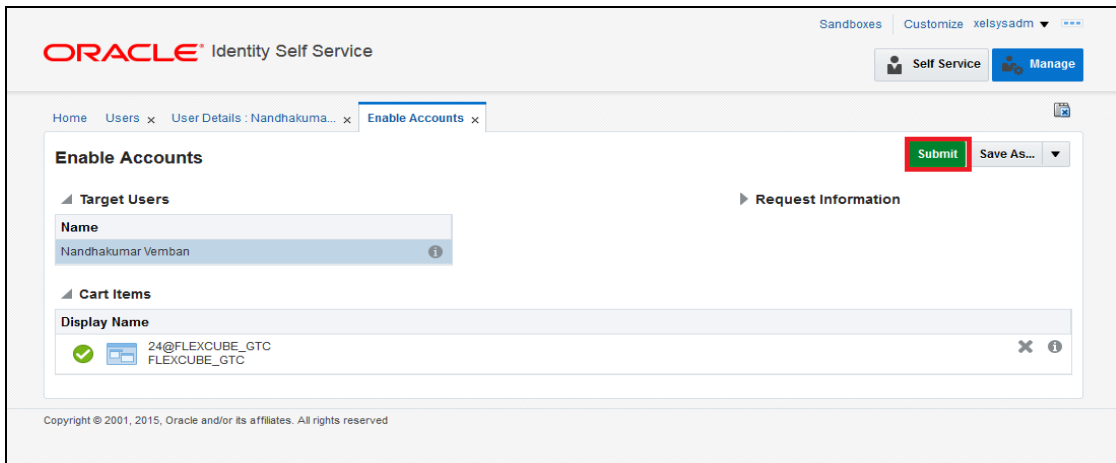 Sandboxes Customize xelsysadm
ORACLE® Identity Self Service
Self Service Manage
Home Users x User Details : Nandhakuma... x Enable Accounts x
Enable Accounts Submit Save As...
Target Users Request Information
Name
Nandhakumar Vemban
Cart Items
Display Name
24@FLEXCUBE_GTC
FLEXCUBE_GTC
Copyright © 2001, 2015, Oracle and/or its affiliates. All rights reserved